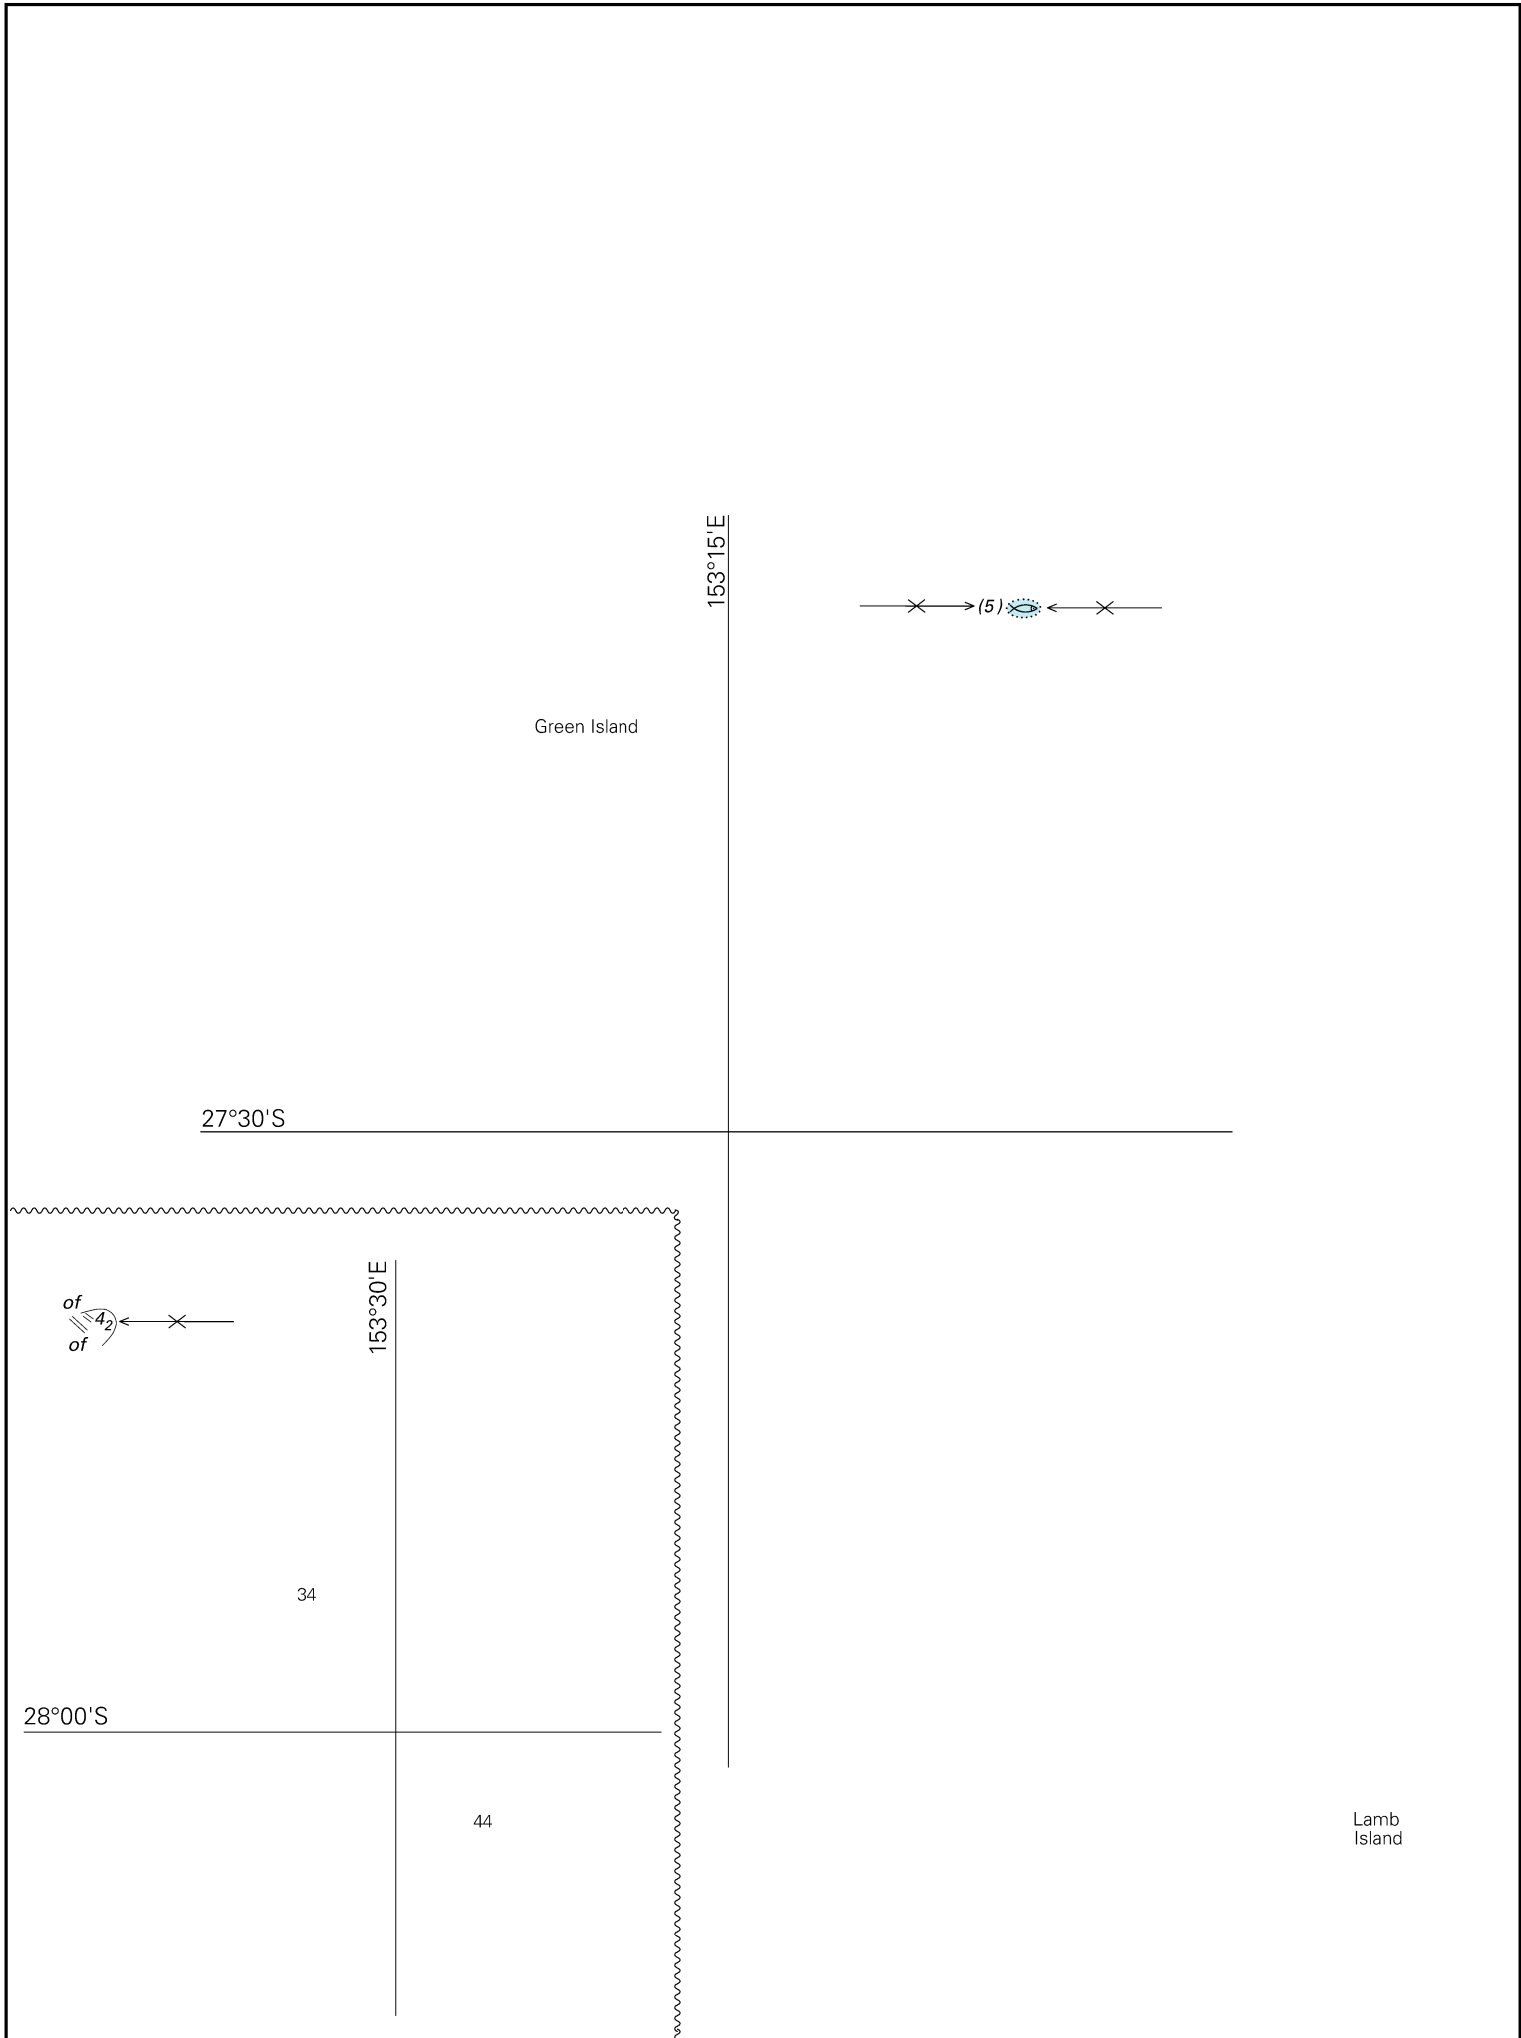 153°15'E
(5)
Green Island
27°30'S
153°30'E
of
4₂
of
34
28°00'S
44
Lamb
Island